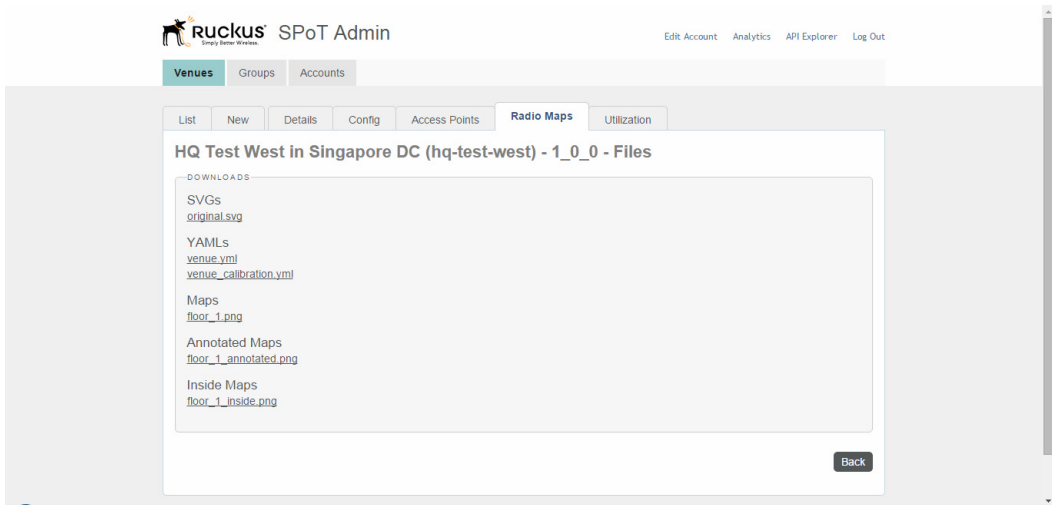 Ruckus SPoT Admin
Simply Better Wireless.
Edit Account Analytics API Explorer Log Out
Venues Groups Accounts
List New Details Config Access Points Radio Maps Utilization
HQ Test West in Singapore DC (hq-test-west) - 1_0_0 - Files
DOWNLOADS
SVGs
original.svg
YAMLs
venue.yml
venue_calibration.yml
Maps
floor_1.png
Annotated Maps
floor_1_annotated.png
Inside Maps
floor_1_inside.png
Back